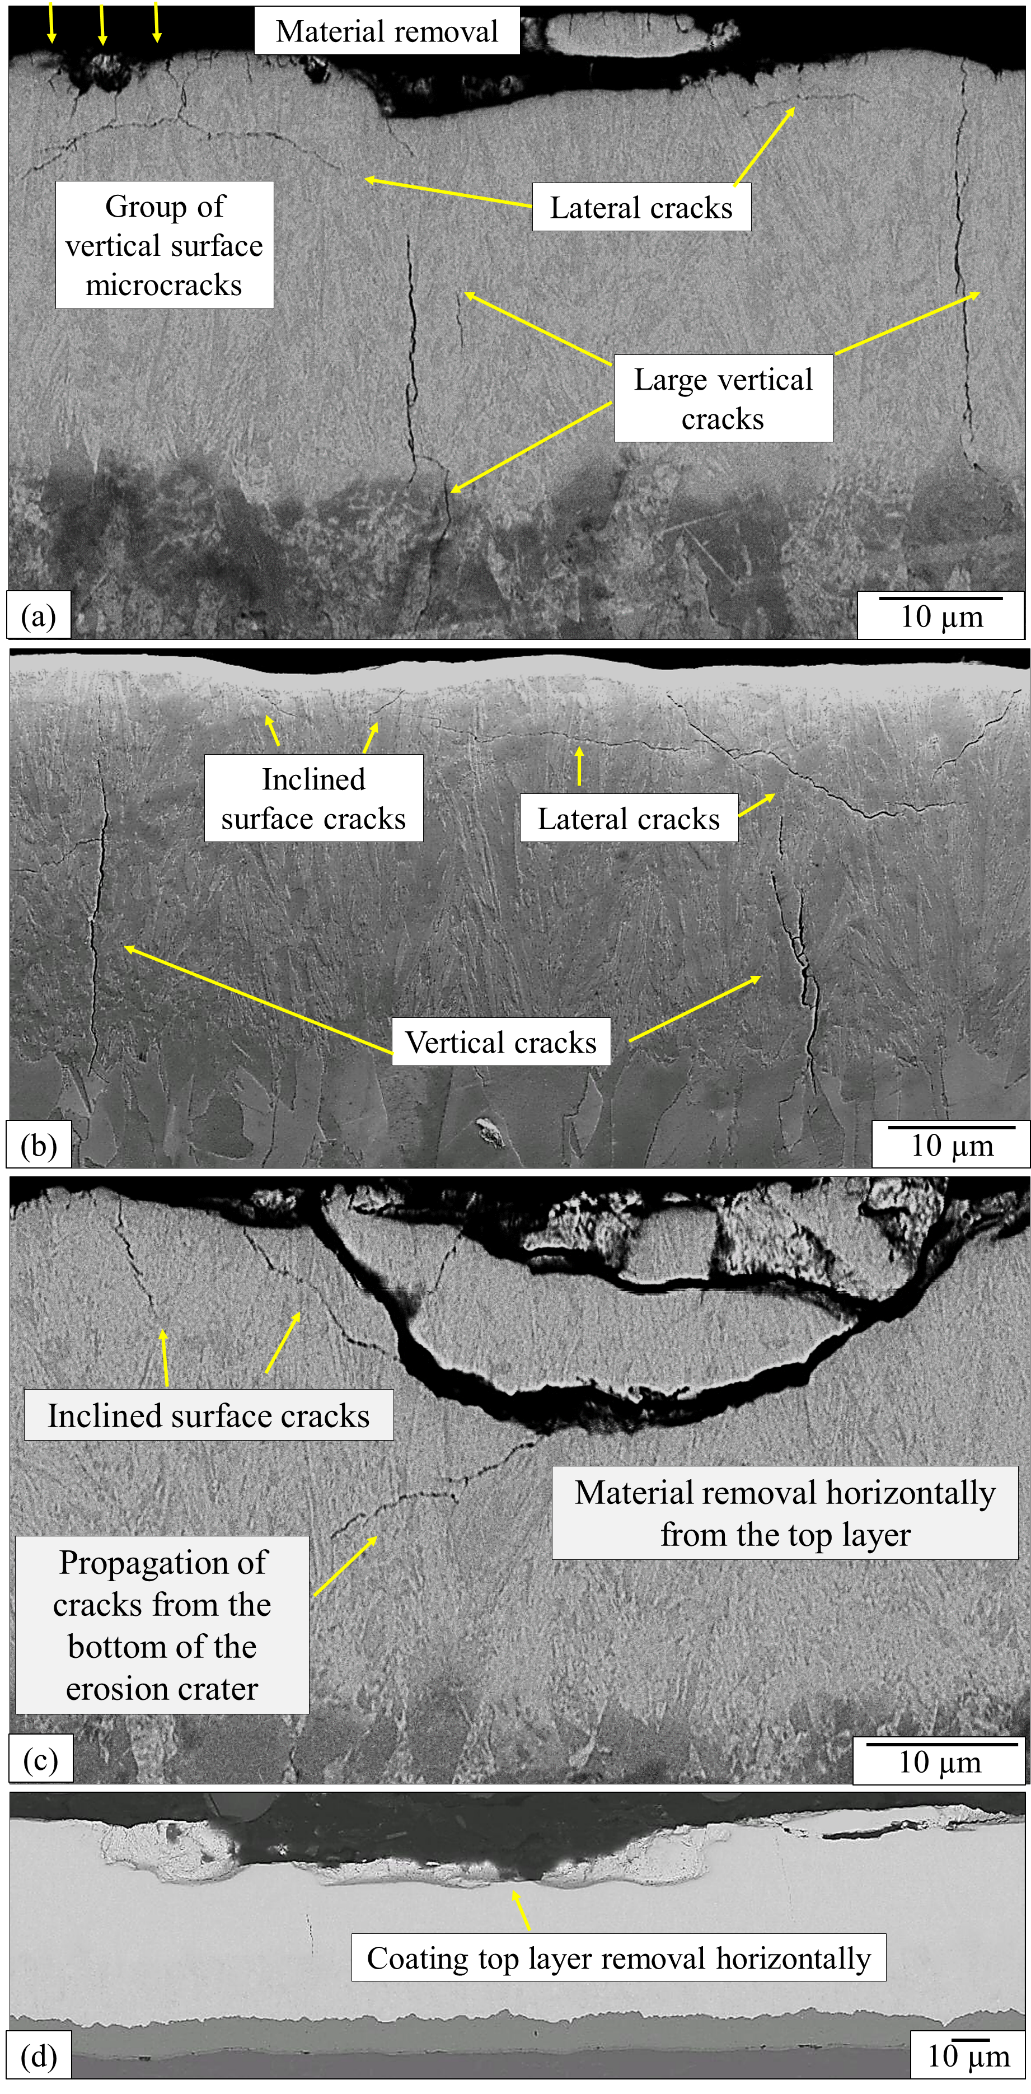 Material removal
Group of
vertical surface
microcracks
Lateral cracks
Large vertical
cracks
(a)
10 µm
Inclined
surface cracks
Lateral cracks
Vertical cracks
(b)
10 µm
Inclined surface cracks
Material removal horizontally
from the top layer
Propagation of
cracks from the
bottom of the
erosion crater
(c)
10 µm
Coating top layer removal horizontally
(d)
10 µm